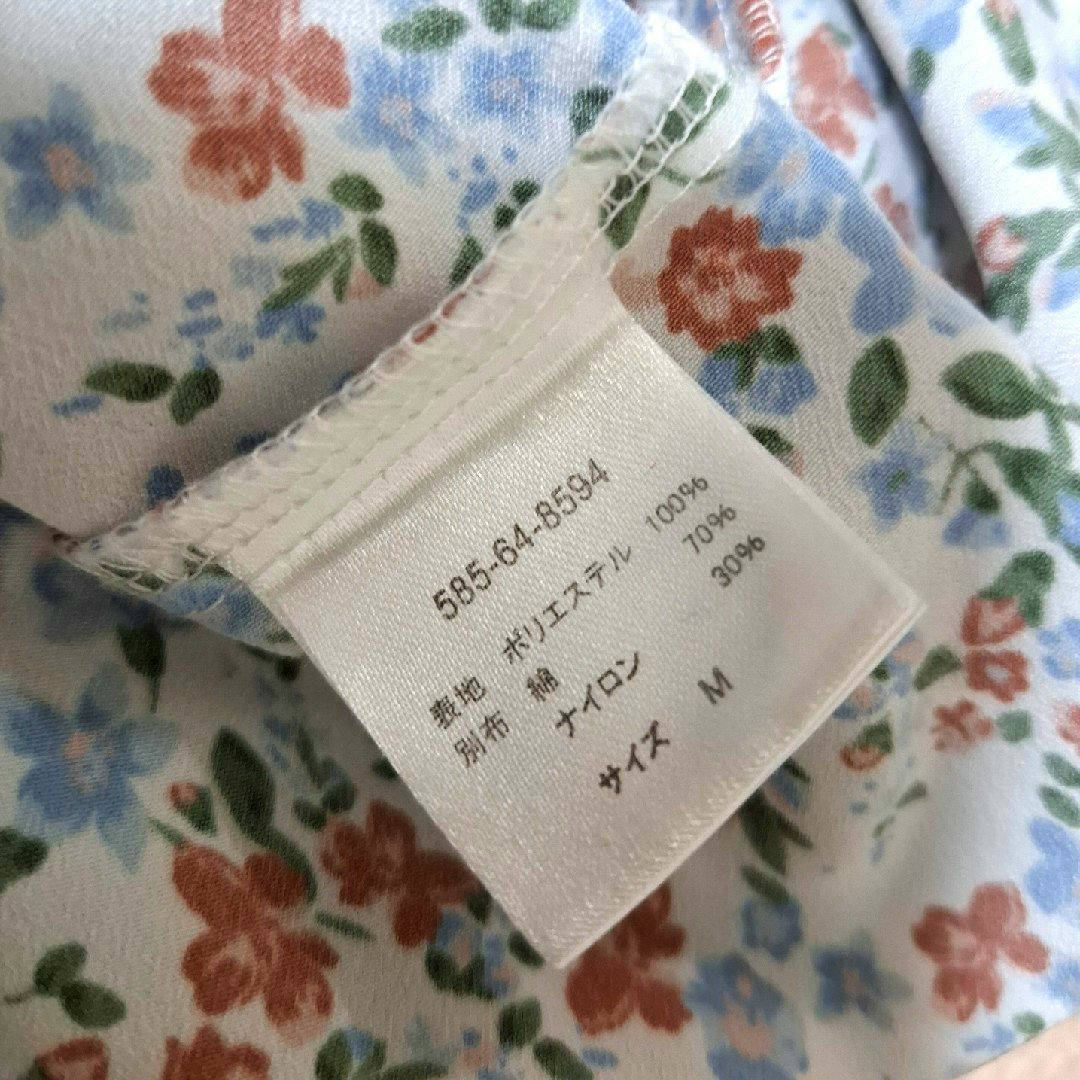 585-64-8594
表地 ポリエステル 100%
別布 綿 70%
ナイロン 30%
サイズ M